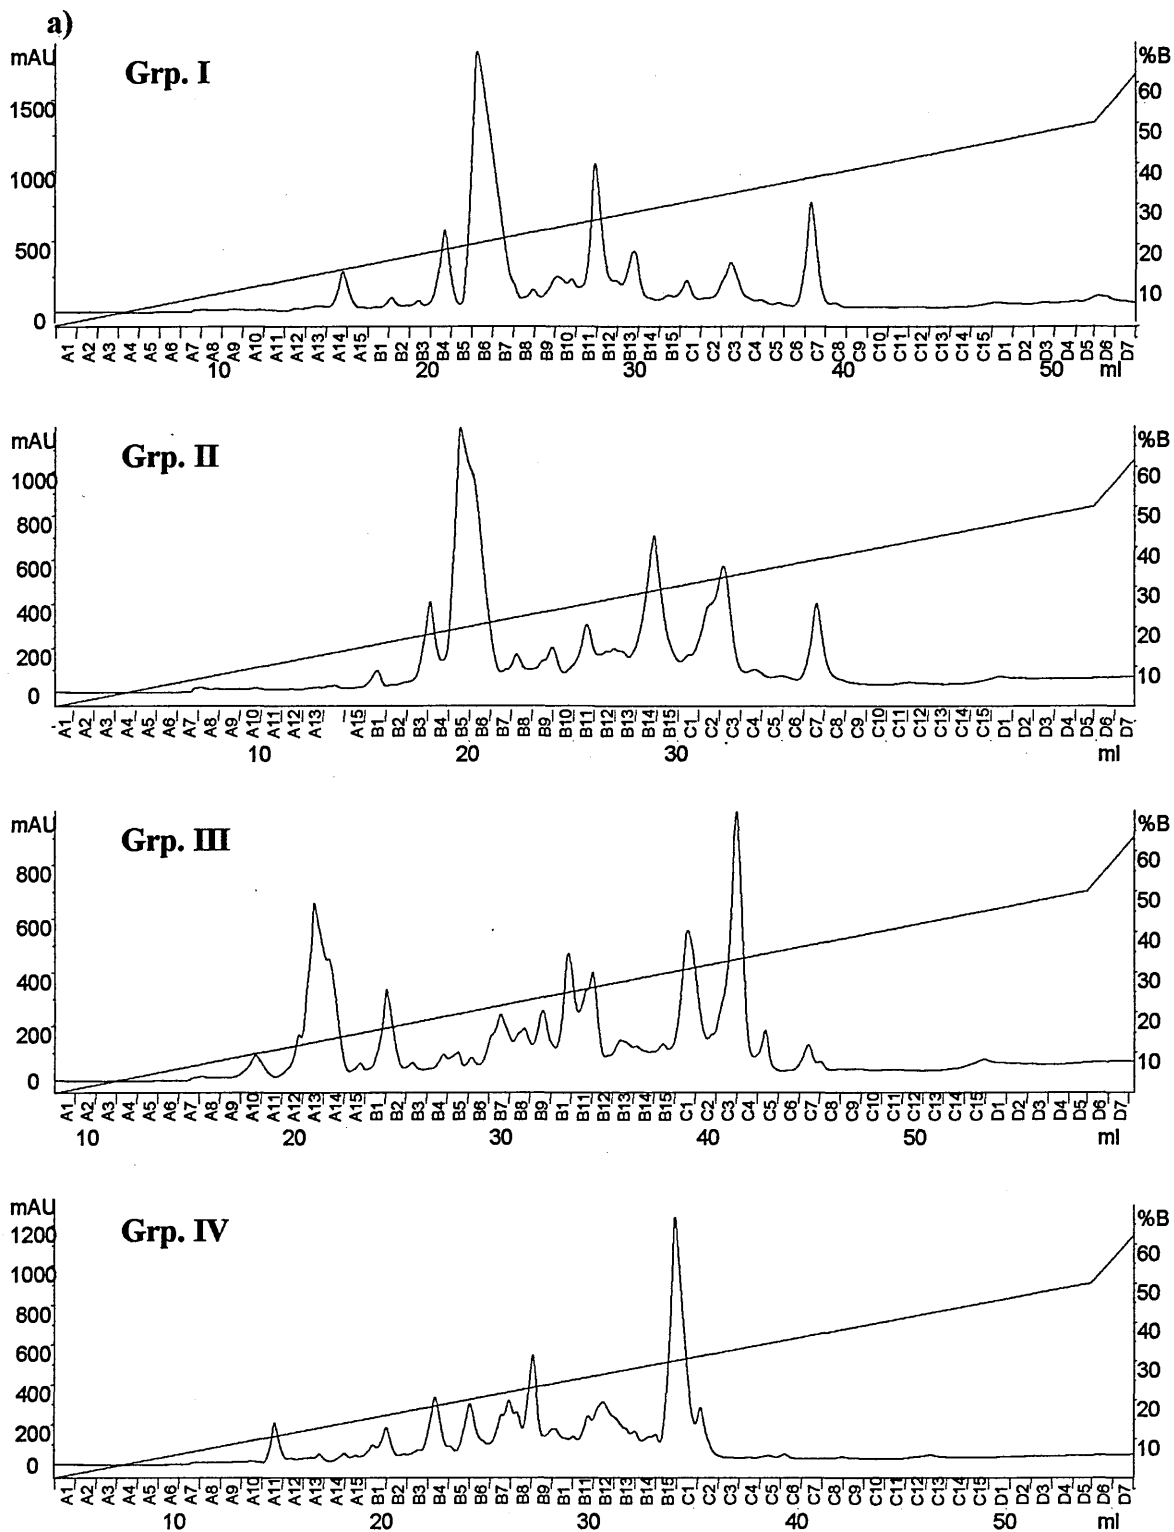 a)
mAU
%B
Grp. I
1500
1000
500
0
60
50
40
30
20
10
A1 A2 A3 A4 A5 A6 A7 A8 A9 A10 A11 A12 A13 A14 A15 B1 B2 B3 B4 B5 B6 B7 B8 B9 B10 B11 B12 B13 B14 B15 C1 C2 C3 C4 C5 C6 C7 C8 C9 C10 C11 C12 C13 C14 C15 D1 D2 D3 D4 D5 D6 D7
10 20 30 40 50 ml
mAU
%B
Grp. II
1000
800
600
400
200
0
60
50
40
30
20
10
A1 A2 A3 A4 A5 A6 A7 A8 A9 A10 A11 A12 A13 A15 B1 B2 B3 B4 B5 B6 B7 B8 B9 B10 B11 B12 B13 B14 B15 C1 C2 C3 C4 C5 C6 C7 C8 C9 C10 C11 C12 C13 C14 C15 D1 D2 D3 D4 D5 D6 D7
10 20 30 ml
mAU
%B
Grp. III
800
600
400
200
0
60
50
40
30
20
10
A1 A2 A3 A4 A5 A6 A7 A8 A9 A10 A11 A12 A13 A14 A15 B1 B2 B3 B4 B5 B6 B7 B8 B9 B1 B11 B12 B13 B14 B15 C1 C2 C3 C4 C5 C6 C7 C8 C9 C10 C11 C12 C13 C14 C15 D1 D2 D3 D4 D5 D6 D7
10 20 30 40 50 ml
mAU
%B
Grp. IV
1200
1000
800
600
400
200
0
60
50
40
30
20
10
A1 A2 A3 A4 A5 A6 A7 A8 A9 A10 A11 A12 A13 A14 A15 B1 B2 B3 B4 B5 B6 B7 B8 B9 B1 B11 B12 B13 B14 B15 C1 C2 C3 C4 C5 C6 C7 C8 C9 C10 C11 C12 C13 C14 C15 D1 D2 D3 D4 D5 D6 D7
10 20 30 40 50 ml